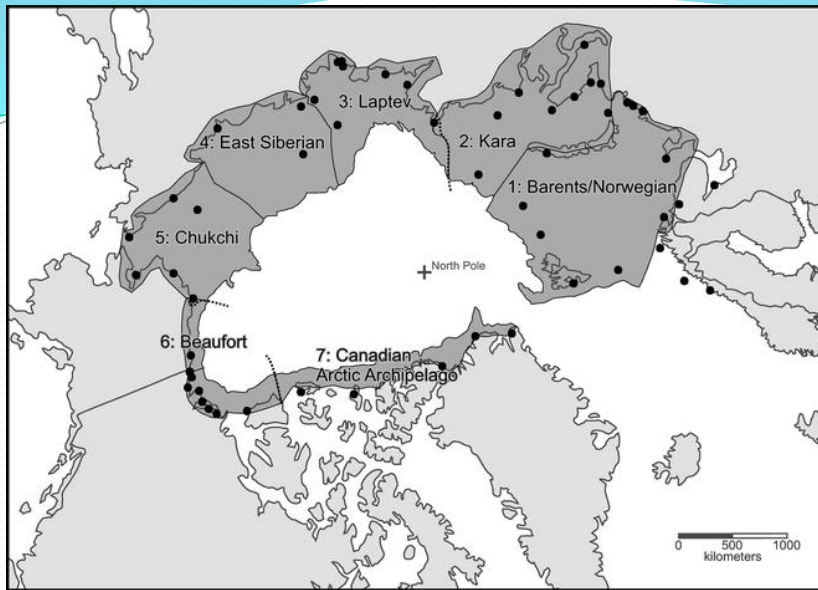 3: Laptev
2: Kara
4: East Siberian
1: Barents/Norwegian
5: Chukchi
North Pole
6: Beaufort
7: Canadian
Arctic Archipelago
0 500 1000
kilometers